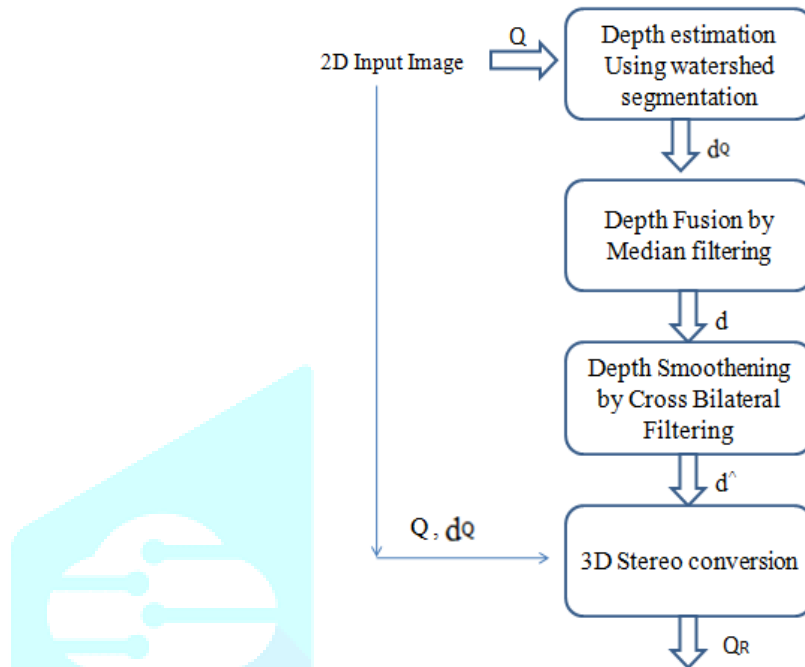 2D Input Image
Q
Depth estimation
Using watershed
segmentation
dQ
Depth Fusion by
Median filtering
d
Depth Smoothening
by Cross Bilateral
Filtering
d^
Q , dQ
3D Stereo conversion
QR